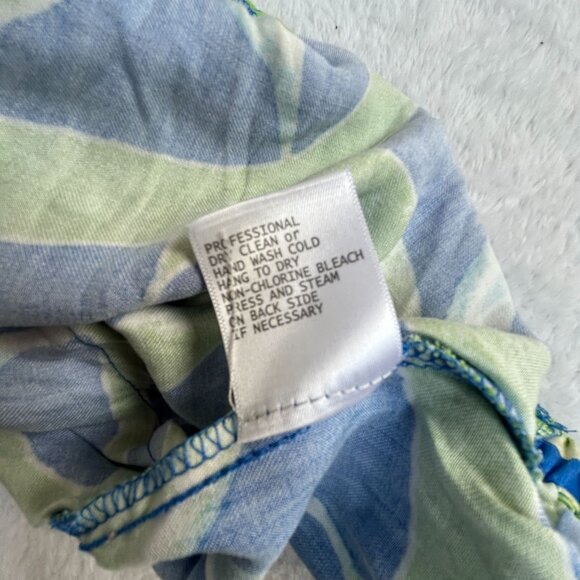 PROFESSIONAL
DRY CLEAN or
HAND WASH COLD
HANG TO DRY
NON-CHLORINE BLEACH
PRESS AND STEAM
ON BACK SIDE
IF NECESSARY